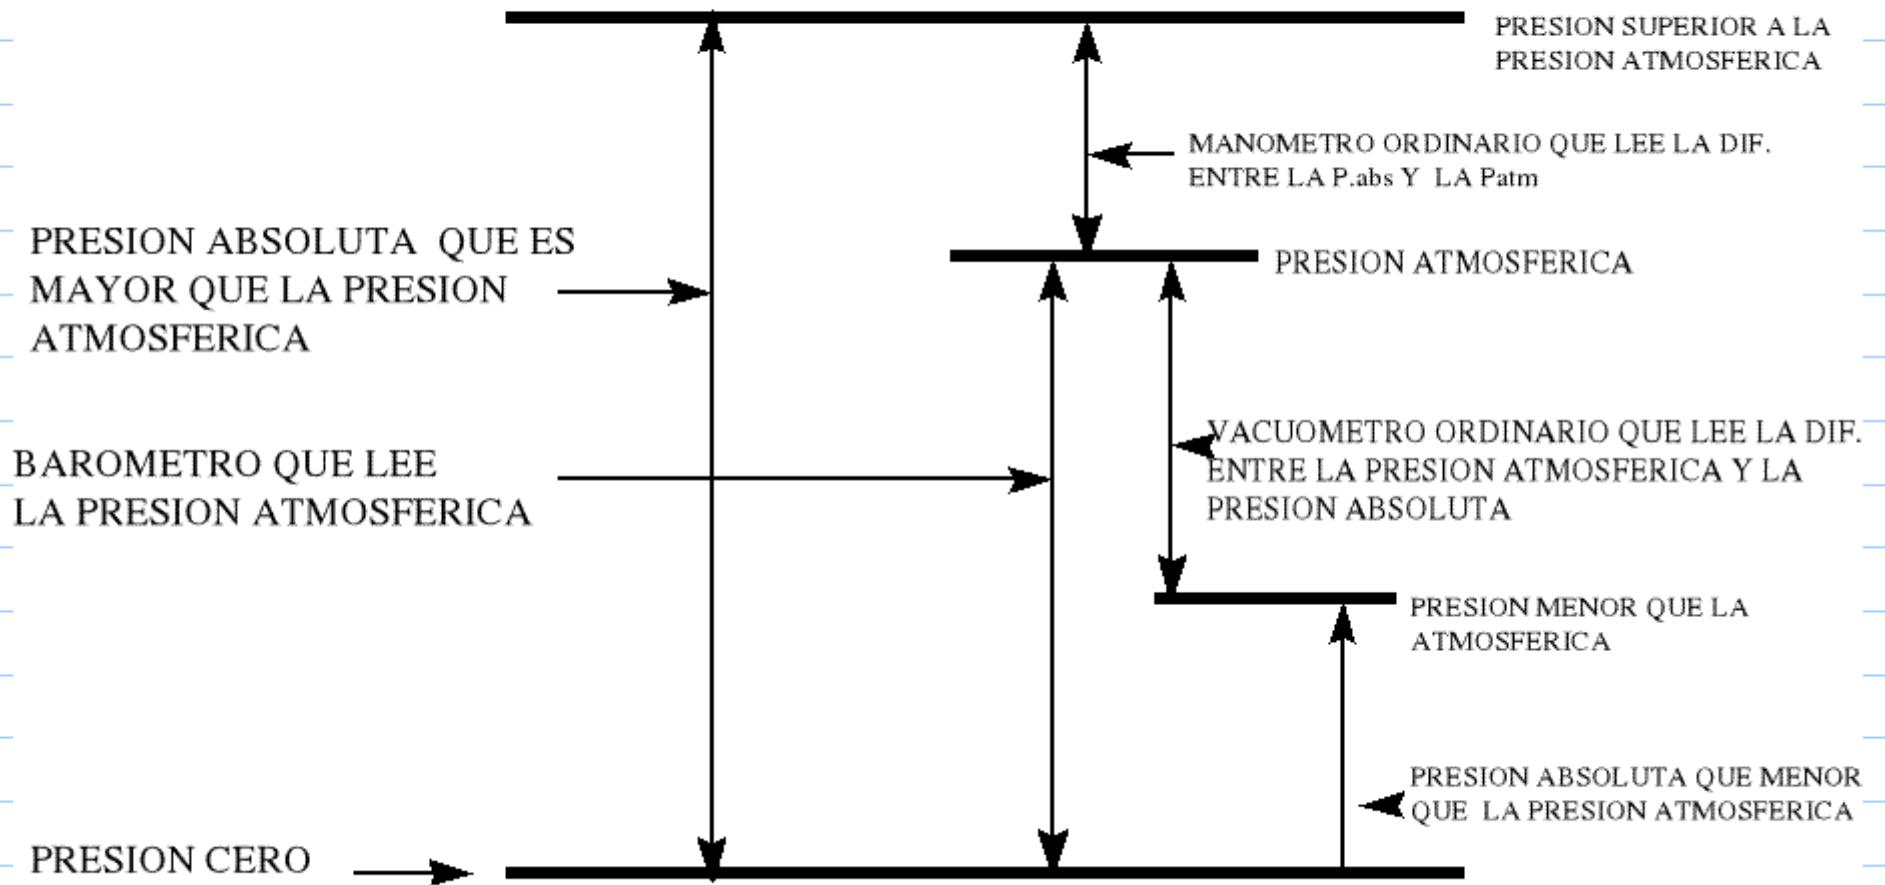 PRESION SUPERIOR A LA
PRESION ATMOSFERICA
MANOMETRO ORDINARIO QUE LEE LA DIF.
ENTRE LA P.abs Y LA Patm
PRESION ABSOLUTA QUE ES
MAYOR QUE LA PRESION
ATMOSFERICA
PRESION ATMOSFERICA
BAROMETRO QUE LEE
LA PRESION ATMOSFERICA
VACUOMETRO ORDINARIO QUE LEE LA DIF.
ENTRE LA PRESION ATMOSFERICA Y LA
PRESION ABSOLUTA
PRESION MENOR QUE LA
ATMOSFERICA
PRESION ABSOLUTA QUE MENOR
QUE LA PRESION ATMOSFERICA
PRESION CERO